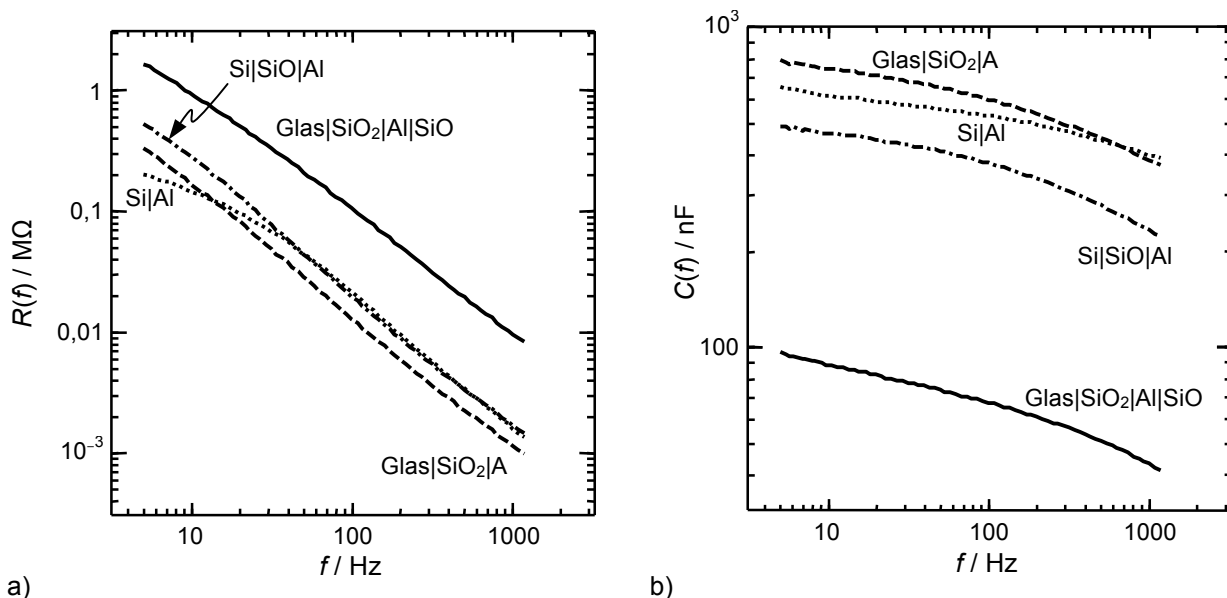 R(f) / MΩ
1
0,1
0,01
10⁻³
Si|SiO|Al
Glas|SiO₂|Al|SiO
Si|Al
Glas|SiO₂|A
10
100
1000
f / Hz
a)
C(f) / nF
10³
100
Glas|SiO₂|A
Si|Al
Si|SiO|Al
Glas|SiO₂|Al|SiO
10
100
1000
f / Hz
b)